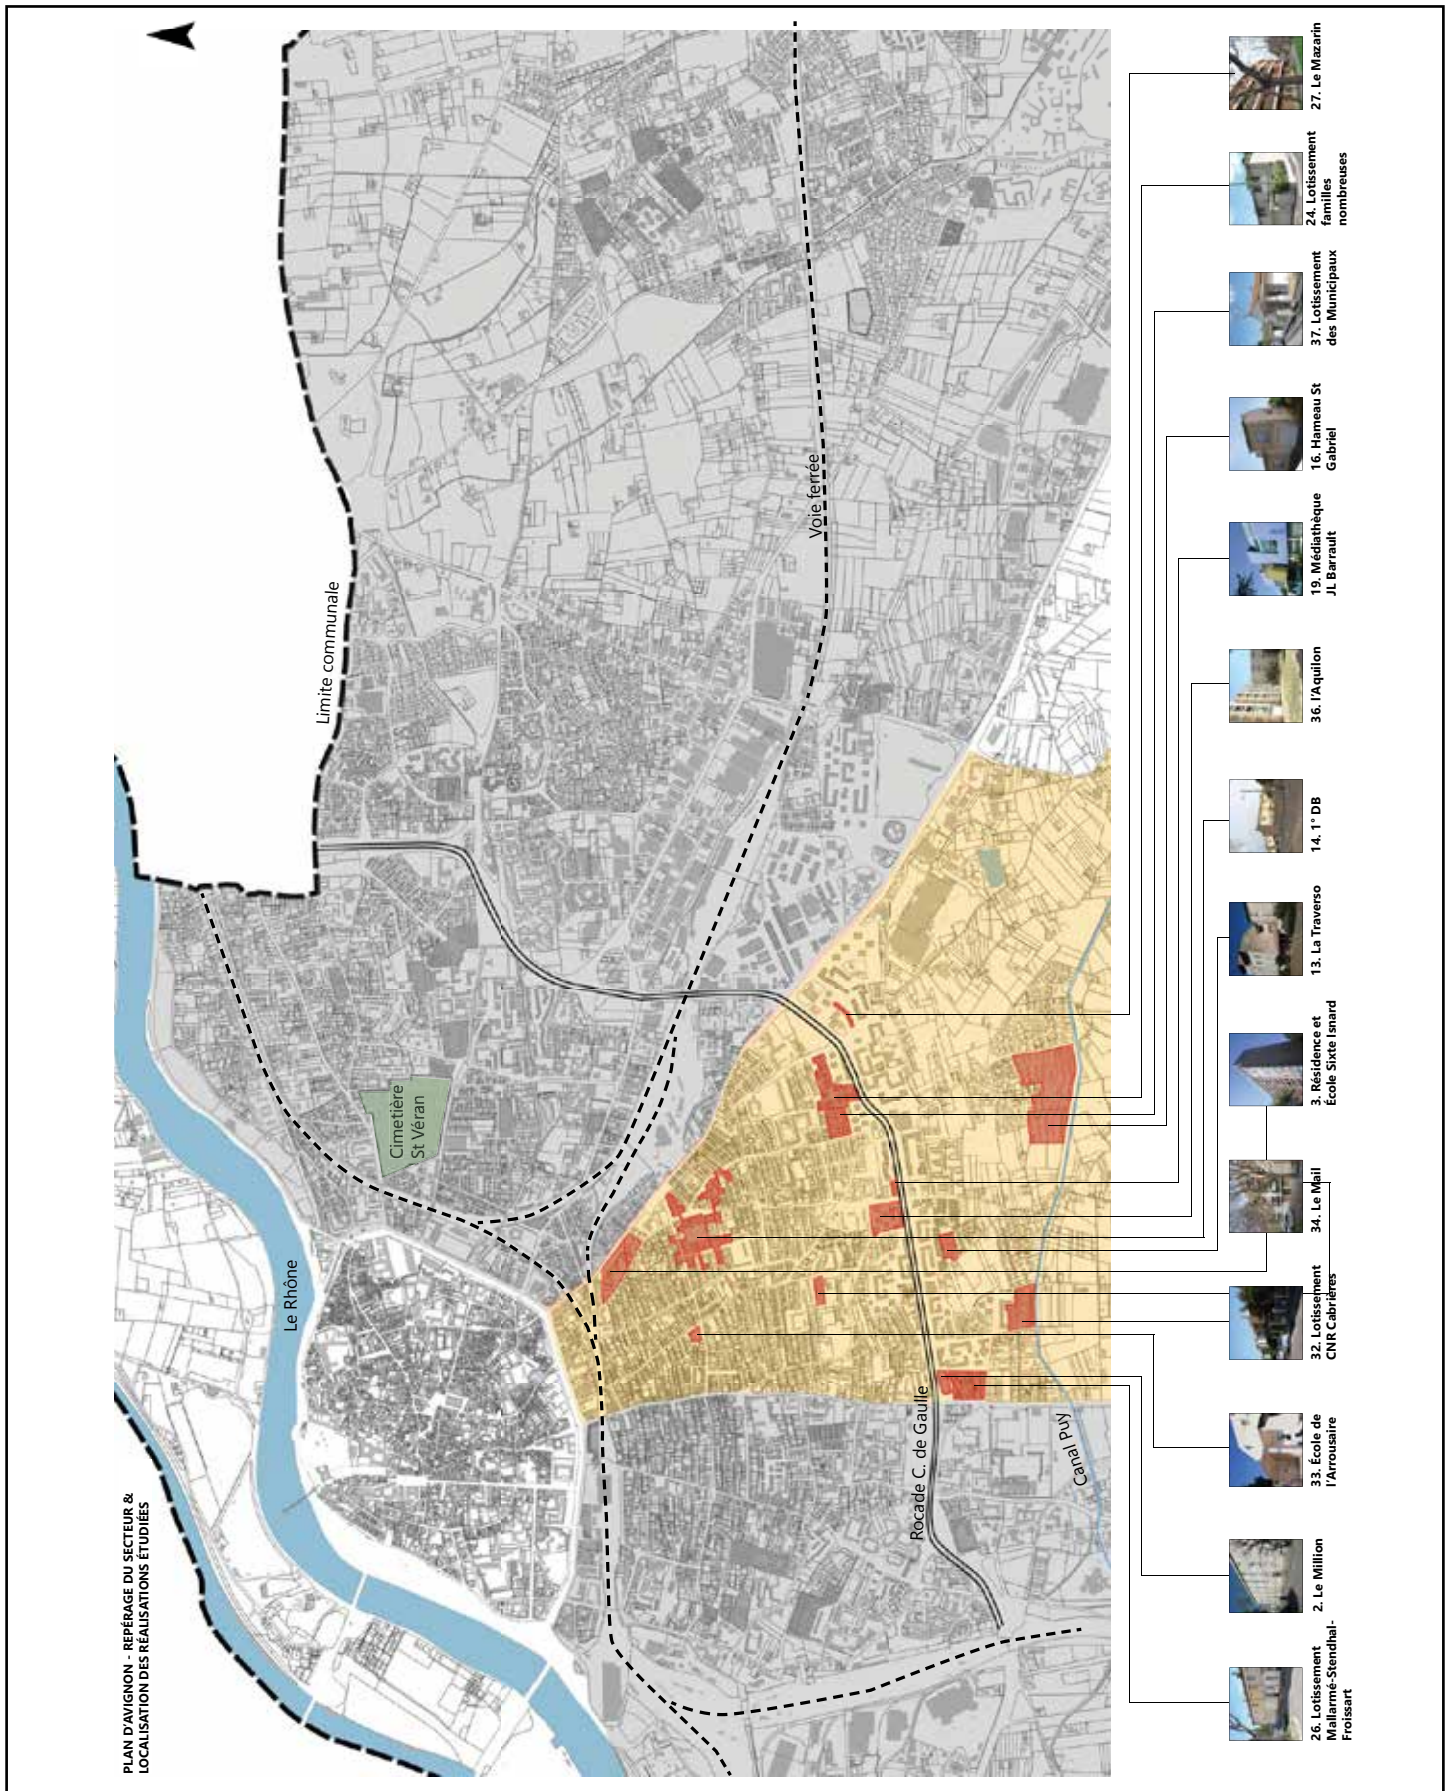 PLAN D'AVIGNON - REPÉRAGE DU SECTEUR &
LOCALISATION DES RÉALISATIONS ÉTUDIÉES
Le Rhône
Limite communale
Cimetière
St Véran
Voie ferrée
Rocade C. de Gaulle
Canal Puy
26. Lotissement
Mallarmé-Stendhal-
Froissart
2. Le Million
33. École de
l'Arrousaire
32. Lotissement
CNR Cabrières
34. Le Mail
3. Résidence et
École Sixte Isnard
13. La Traverso
14. 1° DB
36. l'Aquilon
19. Médiathèque
JL Barrault
16. Hameau St
Gabriel
37. Lotissement
des Municipaux
24. Lotissement
familles
nombreuses
27. Le Mazarin